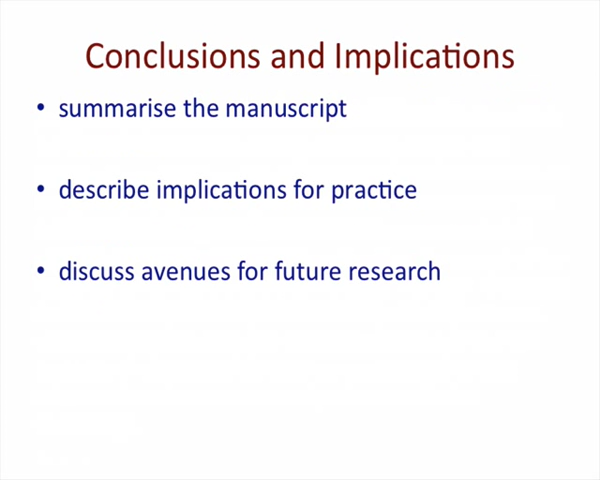 Conclusions and Implications
• summarise the manuscript
• describe implications for practice
• discuss avenues for future research